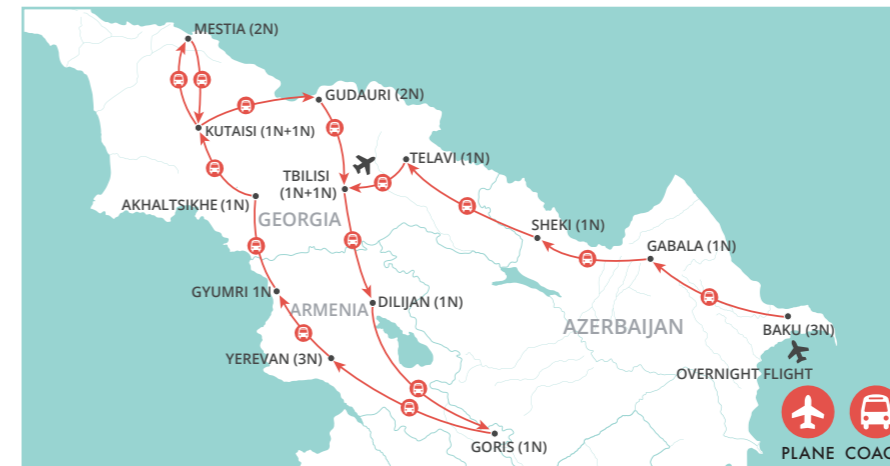 MESTIA (2N)
GUDAURI (2N)
KUTAISI (1N+1N)
TELAVI (1N)
TBILISI
(1N+1N)
AKHALTSIKHE (1N)
GEORGIA
SHEKI (1N)
GABALA (1N)
GYUMRI 1N
ARMENIA
DILIJAN (1N)
AZERBAIJAN
BAKU (3N)
YEREVAN (3N)
OVERNIGHT FLIGHT
GORIS (1N)
PLANE COAC